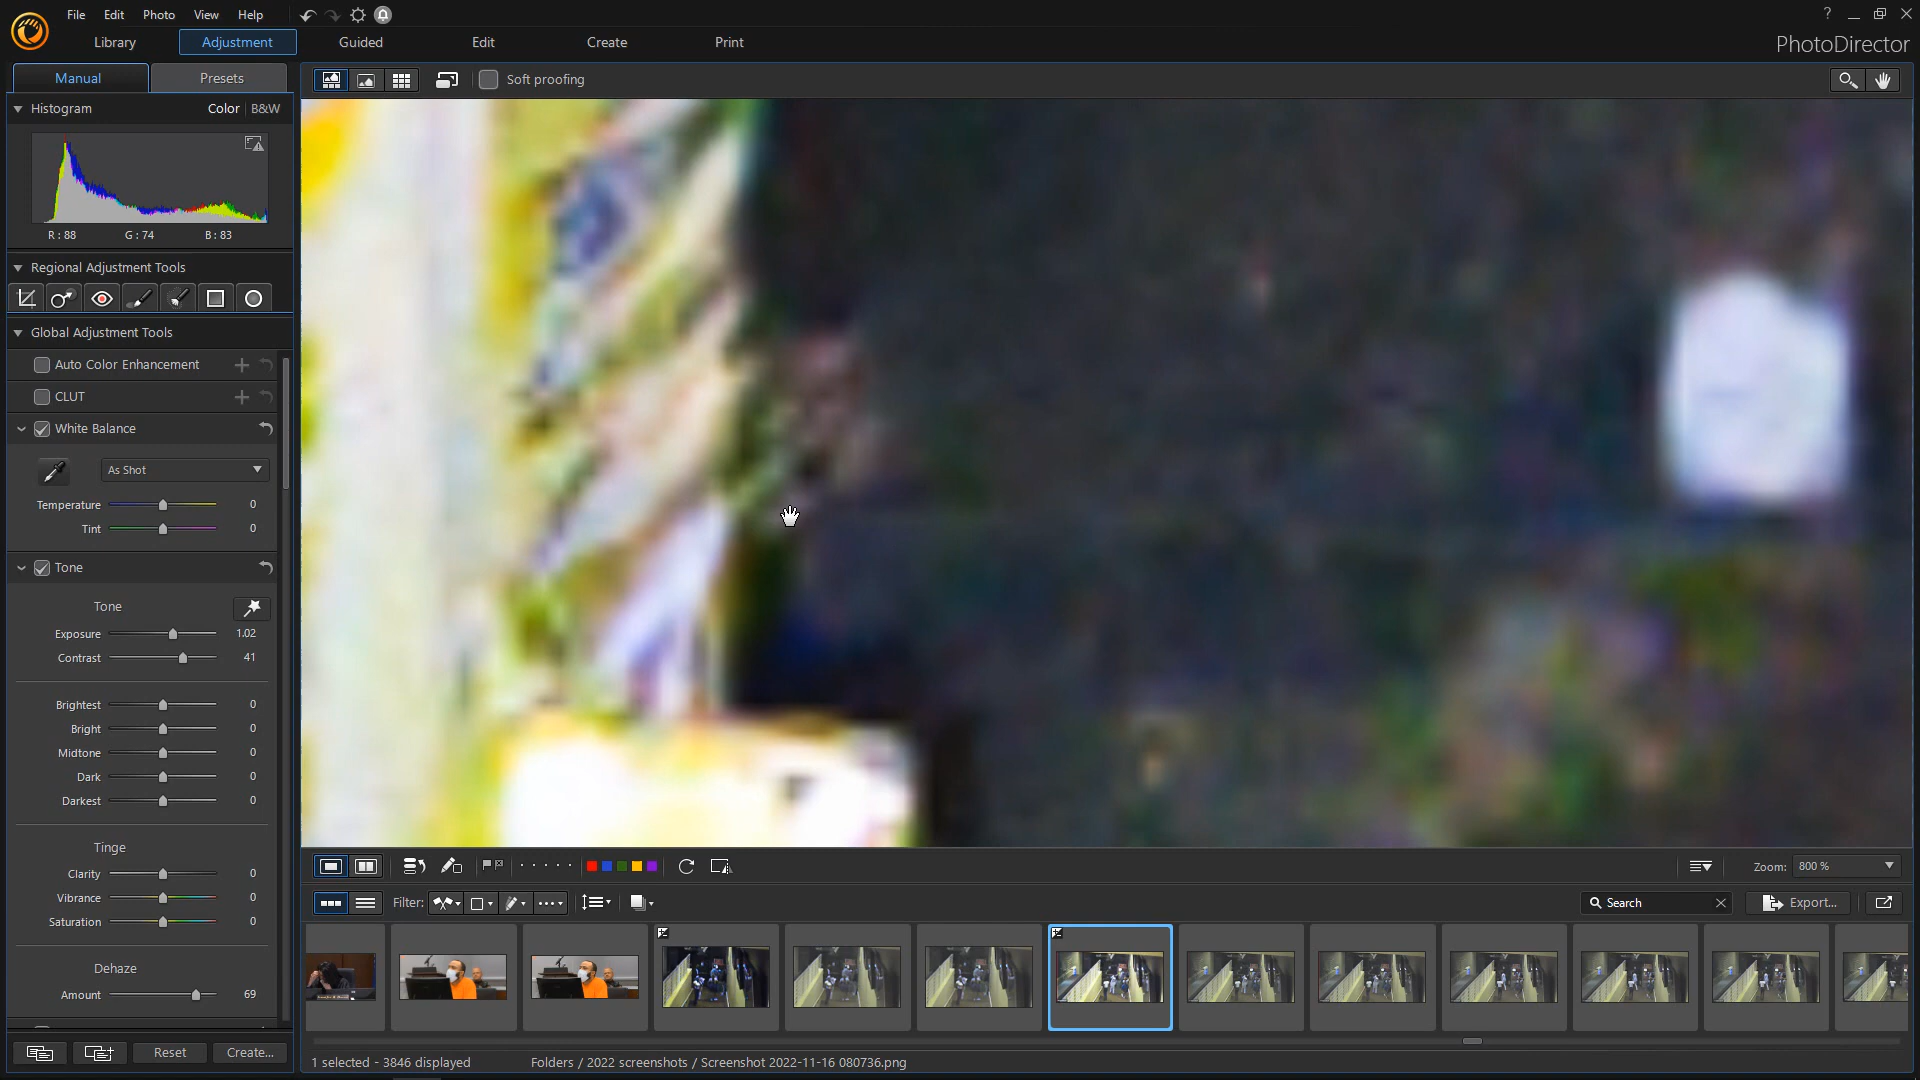 File Edit Photo View Help
?
Library Adjustment Guided Edit Create Print
PhotoDirector
Manual Presets
Soft proofing
Histogram Color B&W
R : 88 G : 74 B : 83
Regional Adjustment Tools
Global Adjustment Tools
Auto Color Enhancement
CLUT
White Balance
As Shot
Temperature 0
Tint 0
Tone
Tone
Exposure 1.02
Contrast 41
Brightest 0
Bright 0
Midtone 0
Dark 0
Darkest 0
Tinge
Clarity 0
Vibrance 0
Saturation 0
Dehaze
Amount 69
Reset Create...
Zoom: 800 %
Filter:
Search
Export...
1 selected - 3846 displayed
Folders / 2022 screenshots / Screenshot 2022-11-16 080736.png